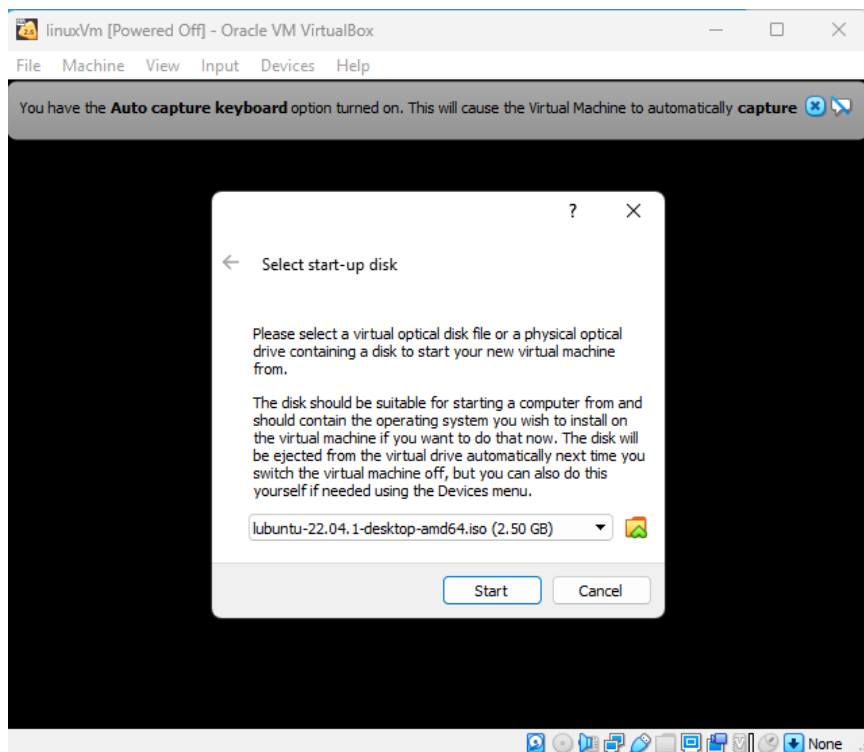 linuxVm [Powered Off] - Oracle VM VirtualBox
File Machine View Input Devices Help
You have the Auto capture keyboard option turned on. This will cause the Virtual Machine to automatically capture
?
Select start-up disk
Please select a virtual optical disk file or a physical optical
drive containing a disk to start your new virtual machine
from.
The disk should be suitable for starting a computer from and
should contain the operating system you wish to install on
the virtual machine if you want to do that now. The disk will
be ejected from the virtual drive automatically next time you
switch the virtual machine off, but you can also do this
yourself if needed using the Devices menu.
lubuntu-22.04.1-desktop-amd64.iso (2.50 GB)
Start Cancel
None